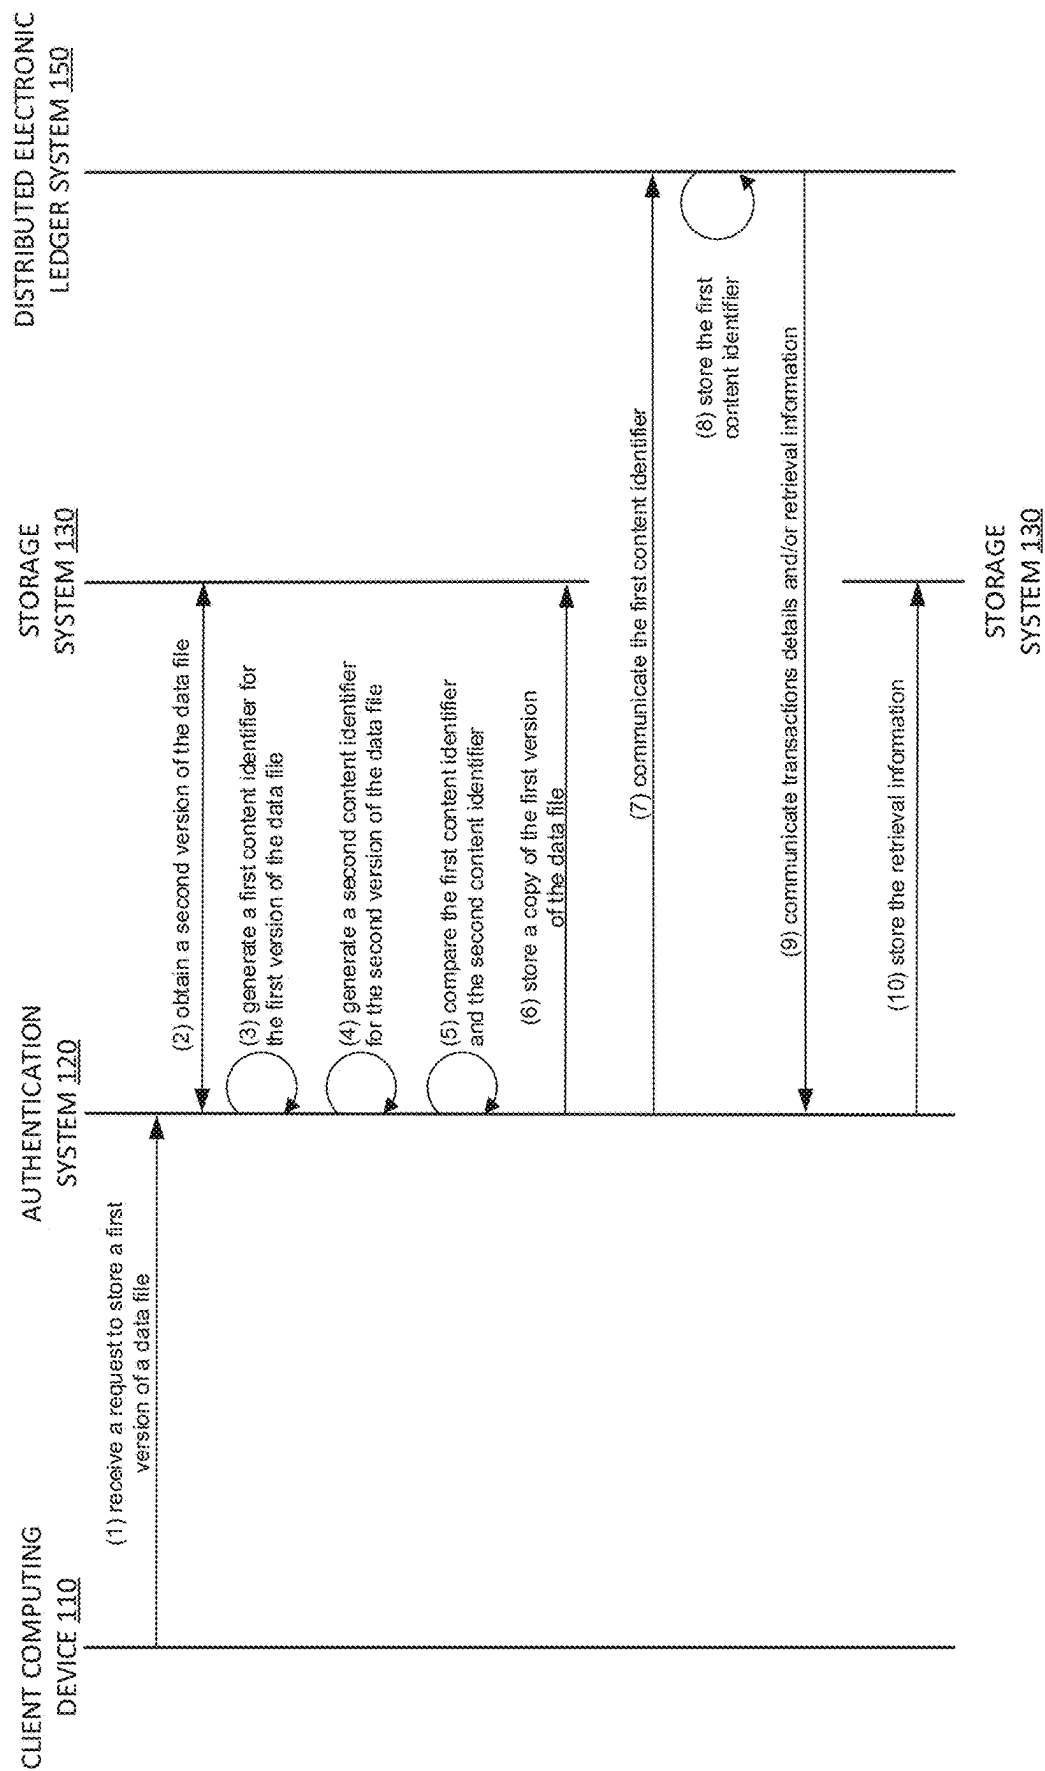 CLIENT COMPUTING
DEVICE 110
AUTHENTICATION
SYSTEM 120
STORAGE
SYSTEM 130
DISTRIBUTED ELECTRONIC
LEDGER SYSTEM 150
(1) receive a request to store a first
version of a data file
(2) obtain a second version of the data file
(3) generate a first content identifier for
the first version of the data file
(4) generate a second content identifier
for the second version of the data file
(5) compare the first content identifier
and the second content identifier
(6) store a copy of the first version
of the data file
(7) communicate the first content identifier
(8) store the first
content identifier
(9) communicate transactions details and/or retrieval information
(10) store the retrieval information
STORAGE
SYSTEM 130